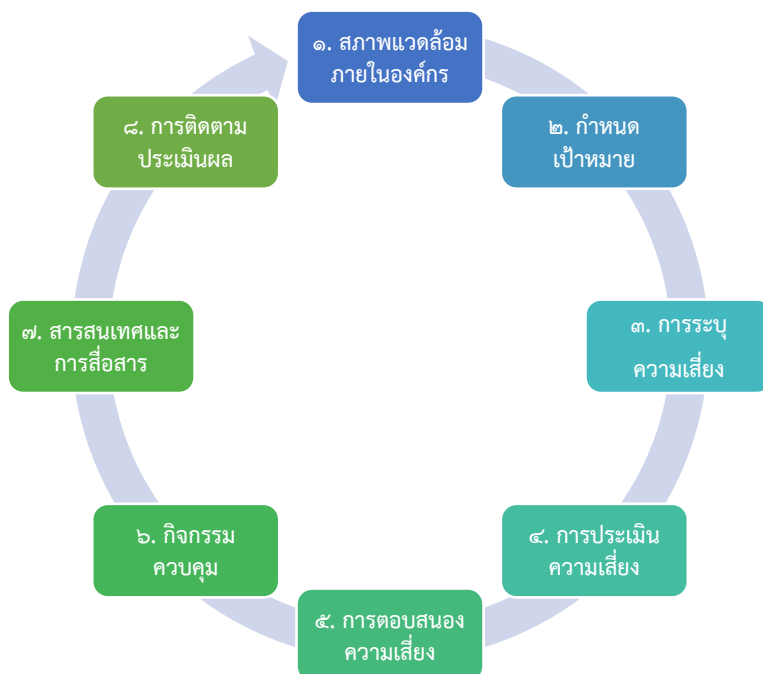 ๑. สภาพแวดล้อม
ภายในองค์กร
๒. กำหนด
เป้าหมาย
๓. การระบุ
ความเสี่ยง
๔. การประเมิน
ความเสี่ยง
๕. การตอบสนอง
ความเสี่ยง
๖. กิจกรรม
ควบคุม
๗. สารสนเทศและ
การสื่อสาร
๘. การติดตาม
ประเมินผล